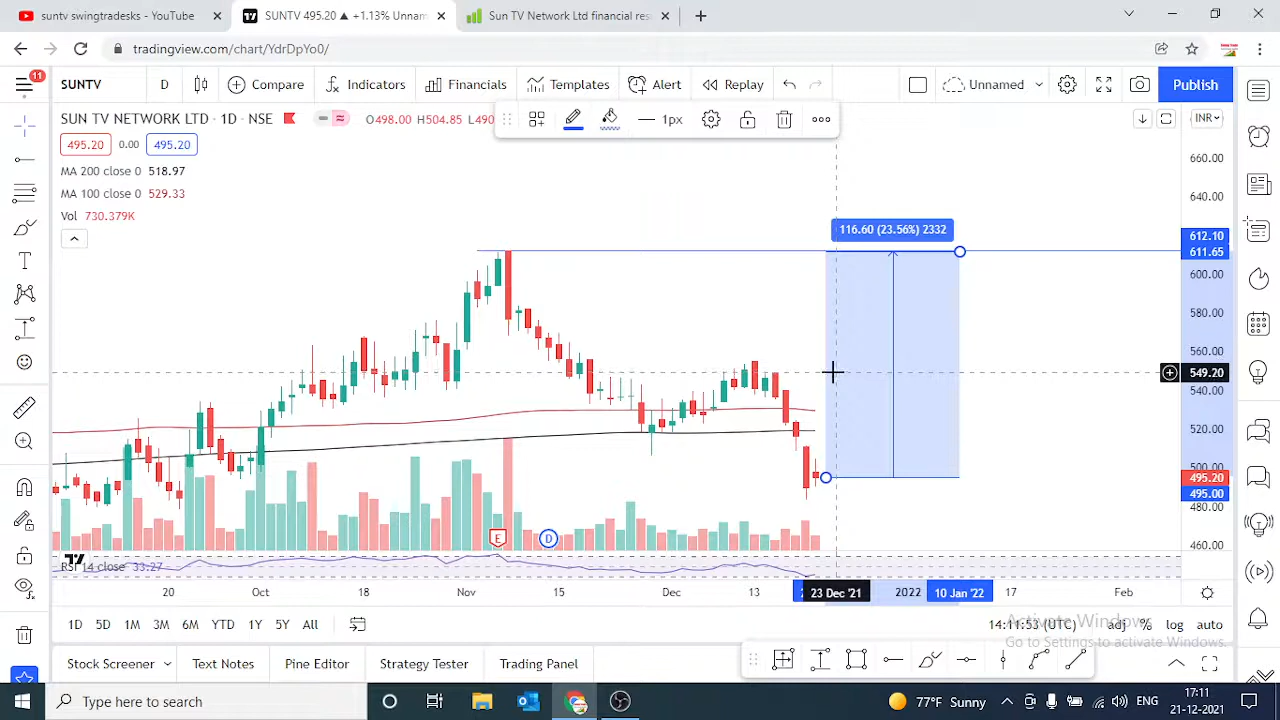 suntv swingtradesks - YouTube
SUNTV 495.20 ▲ +1.13% Unnam
Sun TV Network Ltd financial res
tradingview.com/chart/YdrDpYo0/
11
SUNTV
D
Compare
Indicators
Financials
Templates
Alert
Replay
Unnamed
Publish
SUN TV NETWORK LTD · 1D · NSE
O498.00 H504.85 L490
1px
INR
495.20
0.00
495.20
MA 200 close 0 518.97
MA 100 close 0 529.33
Vol 730.379K
116.60 (23.56%) 2332
660.00
640.00
612.10
611.65
600.00
580.00
560.00
549.20
540.00
520.00
500.00
495.20
495.00
480.00
460.00
E
D
RSI 14 close 33.27
20
Oct
18
Nov
15
Dec
13
23 Dec '21
2022
10 Jan '22
17
Feb
1D
5D
1M
3M
6M
YTD
1Y
5Y
All
14:11:53 (UTC)
adj
%
log
auto
Activate Windows
Go to Settings to activate Windows.
Stock Screener
Text Notes
Pine Editor
Strategy Tester
Trading Panel
Type here to search
77°F Sunny
ENG
17:11
21-12-2021